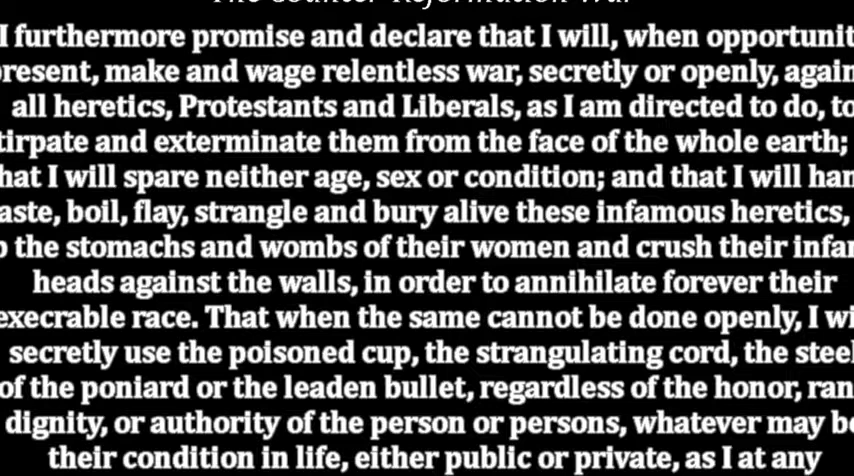 The Counter Reformation War
I furthermore promise and declare that I will, when opportunit
resent, make and wage relentless war, secretly or openly, again
all heretics, Protestants and Liberals, as I am directed to do, to
tirpate and exterminate them from the face of the whole earth;
hat I will spare neither age, sex or condition; and that I will han
aste, boil, flay, strangle and bury alive these infamous heretics,
p the stomachs and wombs of their women and crush their infan
heads against the walls, in order to annihilate forever their
execrable race. That when the same cannot be done openly, I wi
secretly use the poisoned cup, the strangulating cord, the steel
of the poniard or the leaden bullet, regardless of the honor, ran
dignity, or authority of the person or persons, whatever may be
their condition in life, either public or private, as I at any